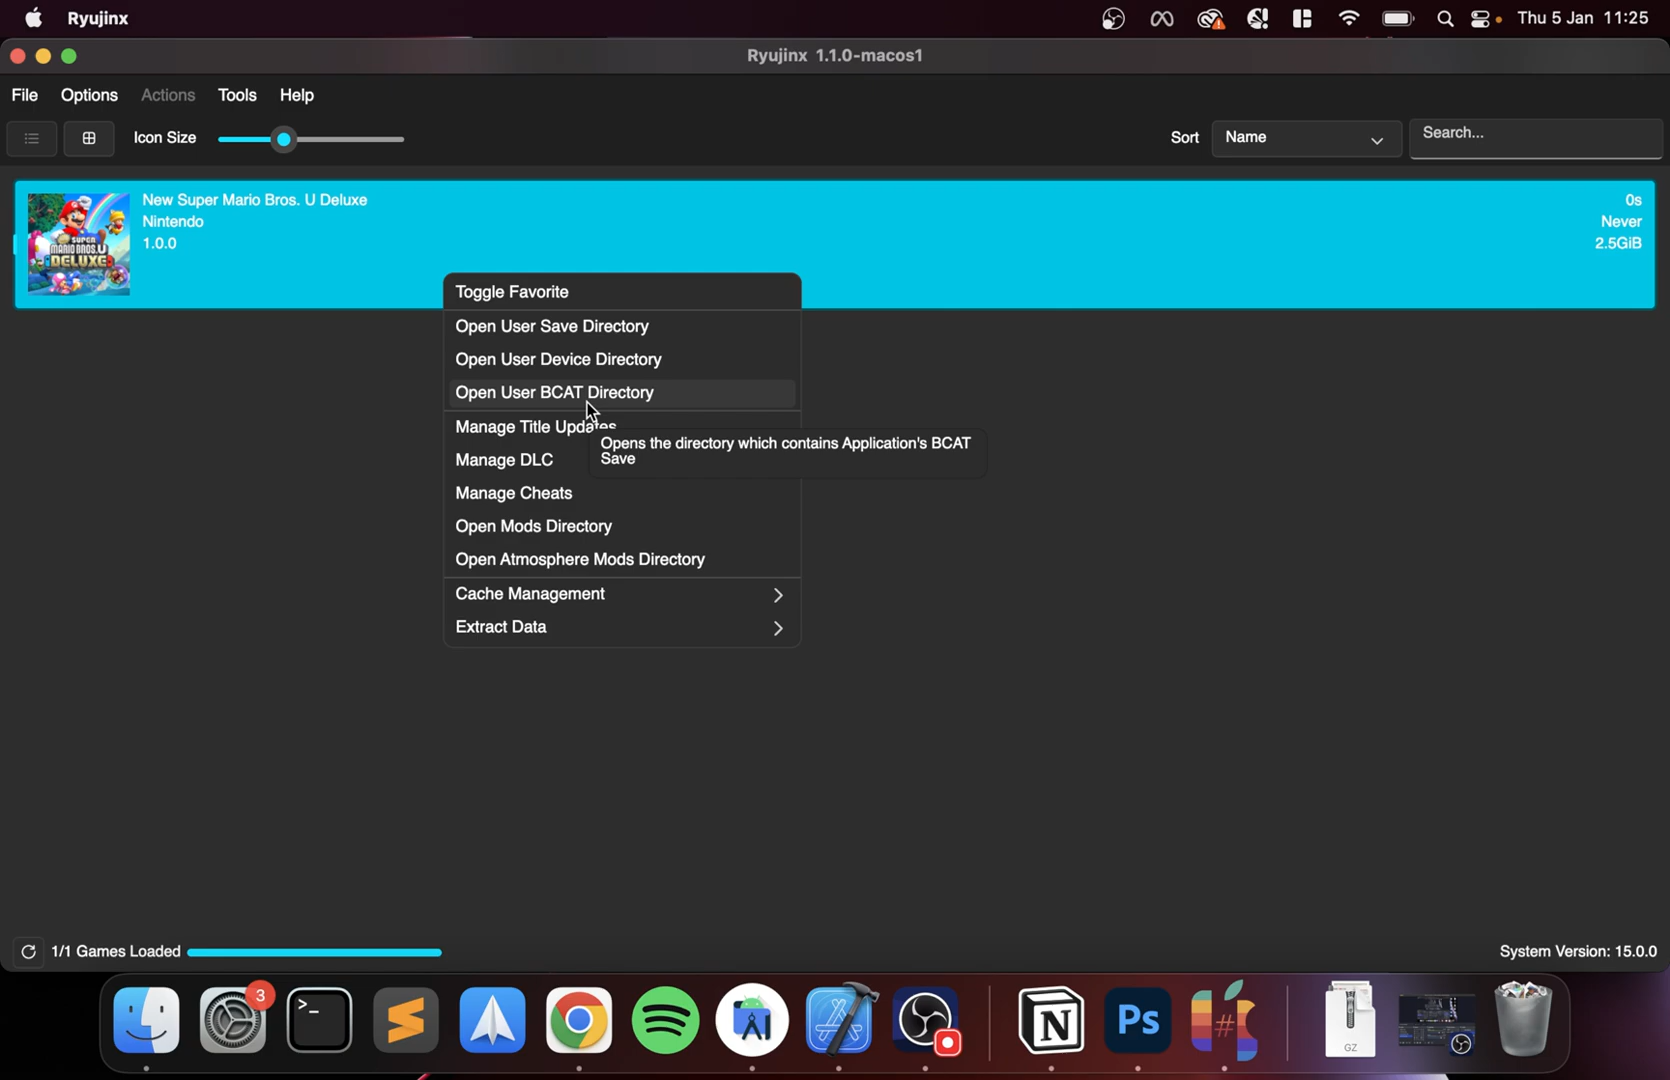 Ryujinx
Thu 5 Jan 11:25
Ryujinx 1.1.0-macos1
File Options Actions Tools Help
Icon Size
Sort Name Search...
New Super Mario Bros. U Deluxe
Nintendo
1.0.0
0s
Never
2.5GiB
SUPER
MARIO BROS. U
DELUXE
Toggle Favorite
Open User Save Directory
Open User Device Directory
Open User BCAT Directory
Manage Title Updates
Opens the directory which contains Application's BCAT
Save
Manage DLC
Manage Cheats
Open Mods Directory
Open Atmosphere Mods Directory
Cache Management
Extract Data
1/1 Games Loaded
System Version: 15.0.0
3
>_
N
Ps
#
GZ